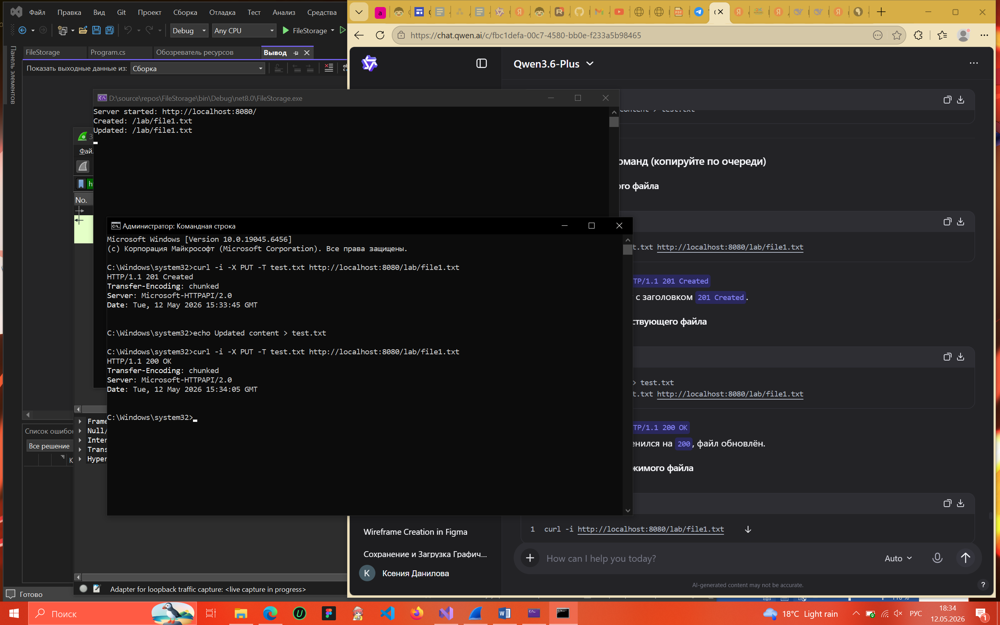 Файл Правка Вид Git Проект Сборка Отладка Тест Анализ Средства
Debug Any CPU FileStorage
Панель элементов
FileStorage Program.cs Обозреватель ресурсов Вывод
Показать выходные данные из: Сборка
https://chat.qwen.ai/c/fbc1defa-00c7-4580-bb0e-f233a5b98465
Qwen3.6-Plus
D:\source\repos\FileStorage\bin\Debug\net8.0\FileStorage.exe
Server started: http://localhost:8080/
Created: /lab/file1.txt
Updated: /lab/file1.txt
No.
Администратор: Командная строка
Microsoft Windows [Version 10.0.19045.6456]
(c) Корпорация Майкрософт (Microsoft Corporation). Все права защищены.
C:\Windows\system32>curl -i -X PUT -T test.txt http://localhost:8080/lab/file1.txt
HTTP/1.1 201 Created
Transfer-Encoding: chunked
Server: Microsoft-HTTPAPI/2.0
Date: Tue, 12 May 2026 15:33:45 GMT
C:\Windows\system32>echo Updated content > test.txt
C:\Windows\system32>curl -i -X PUT -T test.txt http://localhost:8080/lab/file1.txt
HTTP/1.1 200 OK
Transfer-Encoding: chunked
Server: Microsoft-HTTPAPI/2.0
Date: Tue, 12 May 2026 15:34:05 GMT
C:\Windows\system32>
Frame
Null/
Inter
Trans
Hyper
Список ошибо
Все решение
К
Adapter for loopback traffic capture: <live capture in progress>
Готово
оманд (копируйте по очереди)
ого файла
t.txt http://localhost:8080/lab/file1.txt
TP/1.1 201 Created
с заголовком 201 Created.
ствующего файла
> test.txt
t.txt http://localhost:8080/lab/file1.txt
TP/1.1 200 OK
енился на 200, файл обновлён.
жимого файла
1 curl -i http://localhost:8080/lab/file1.txt
Wireframe Creation in Figma
Сохранение и Загрузка Графич...
К Ксения Данилова
How can I help you today?
Auto
AI-generated content may not be accurate.
?
Поиск
18°C Light rain
РУС
18:34
12.05.2026
1